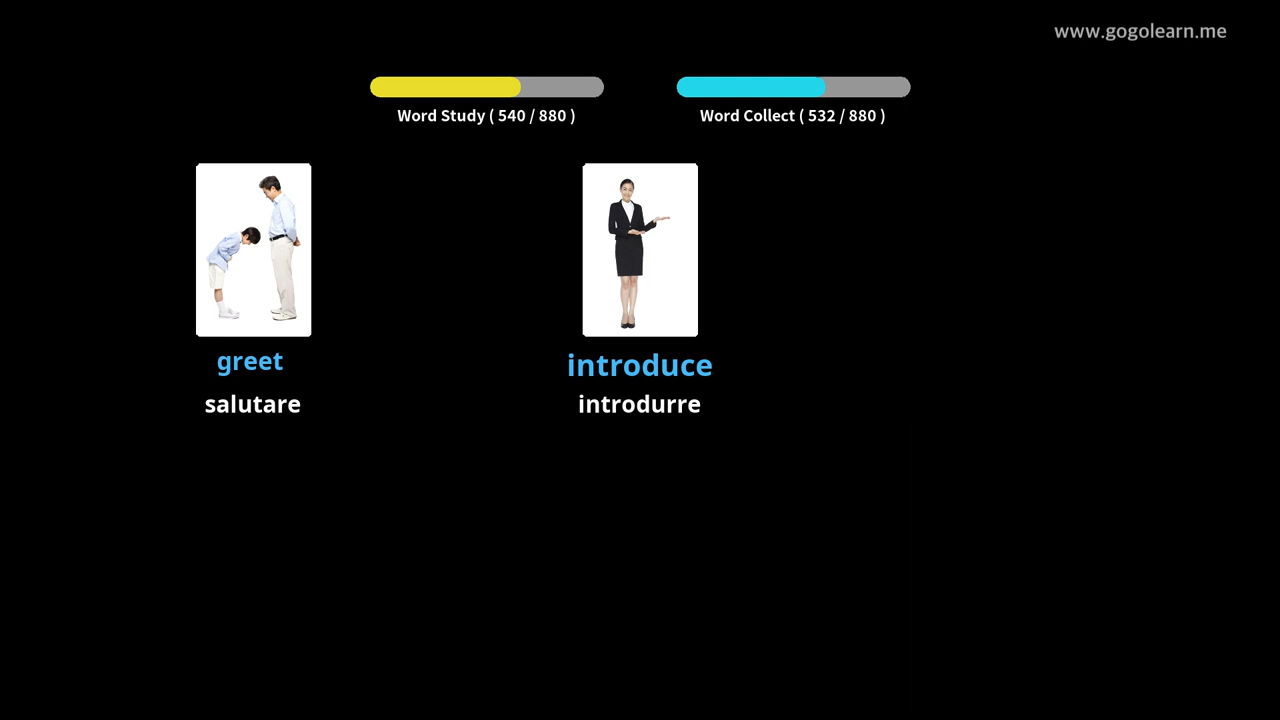 www.gogolearn.me
Word Study ( 540 / 880 )
Word Collect ( 532 / 880 )
greet
introduce
salutare
introdurre